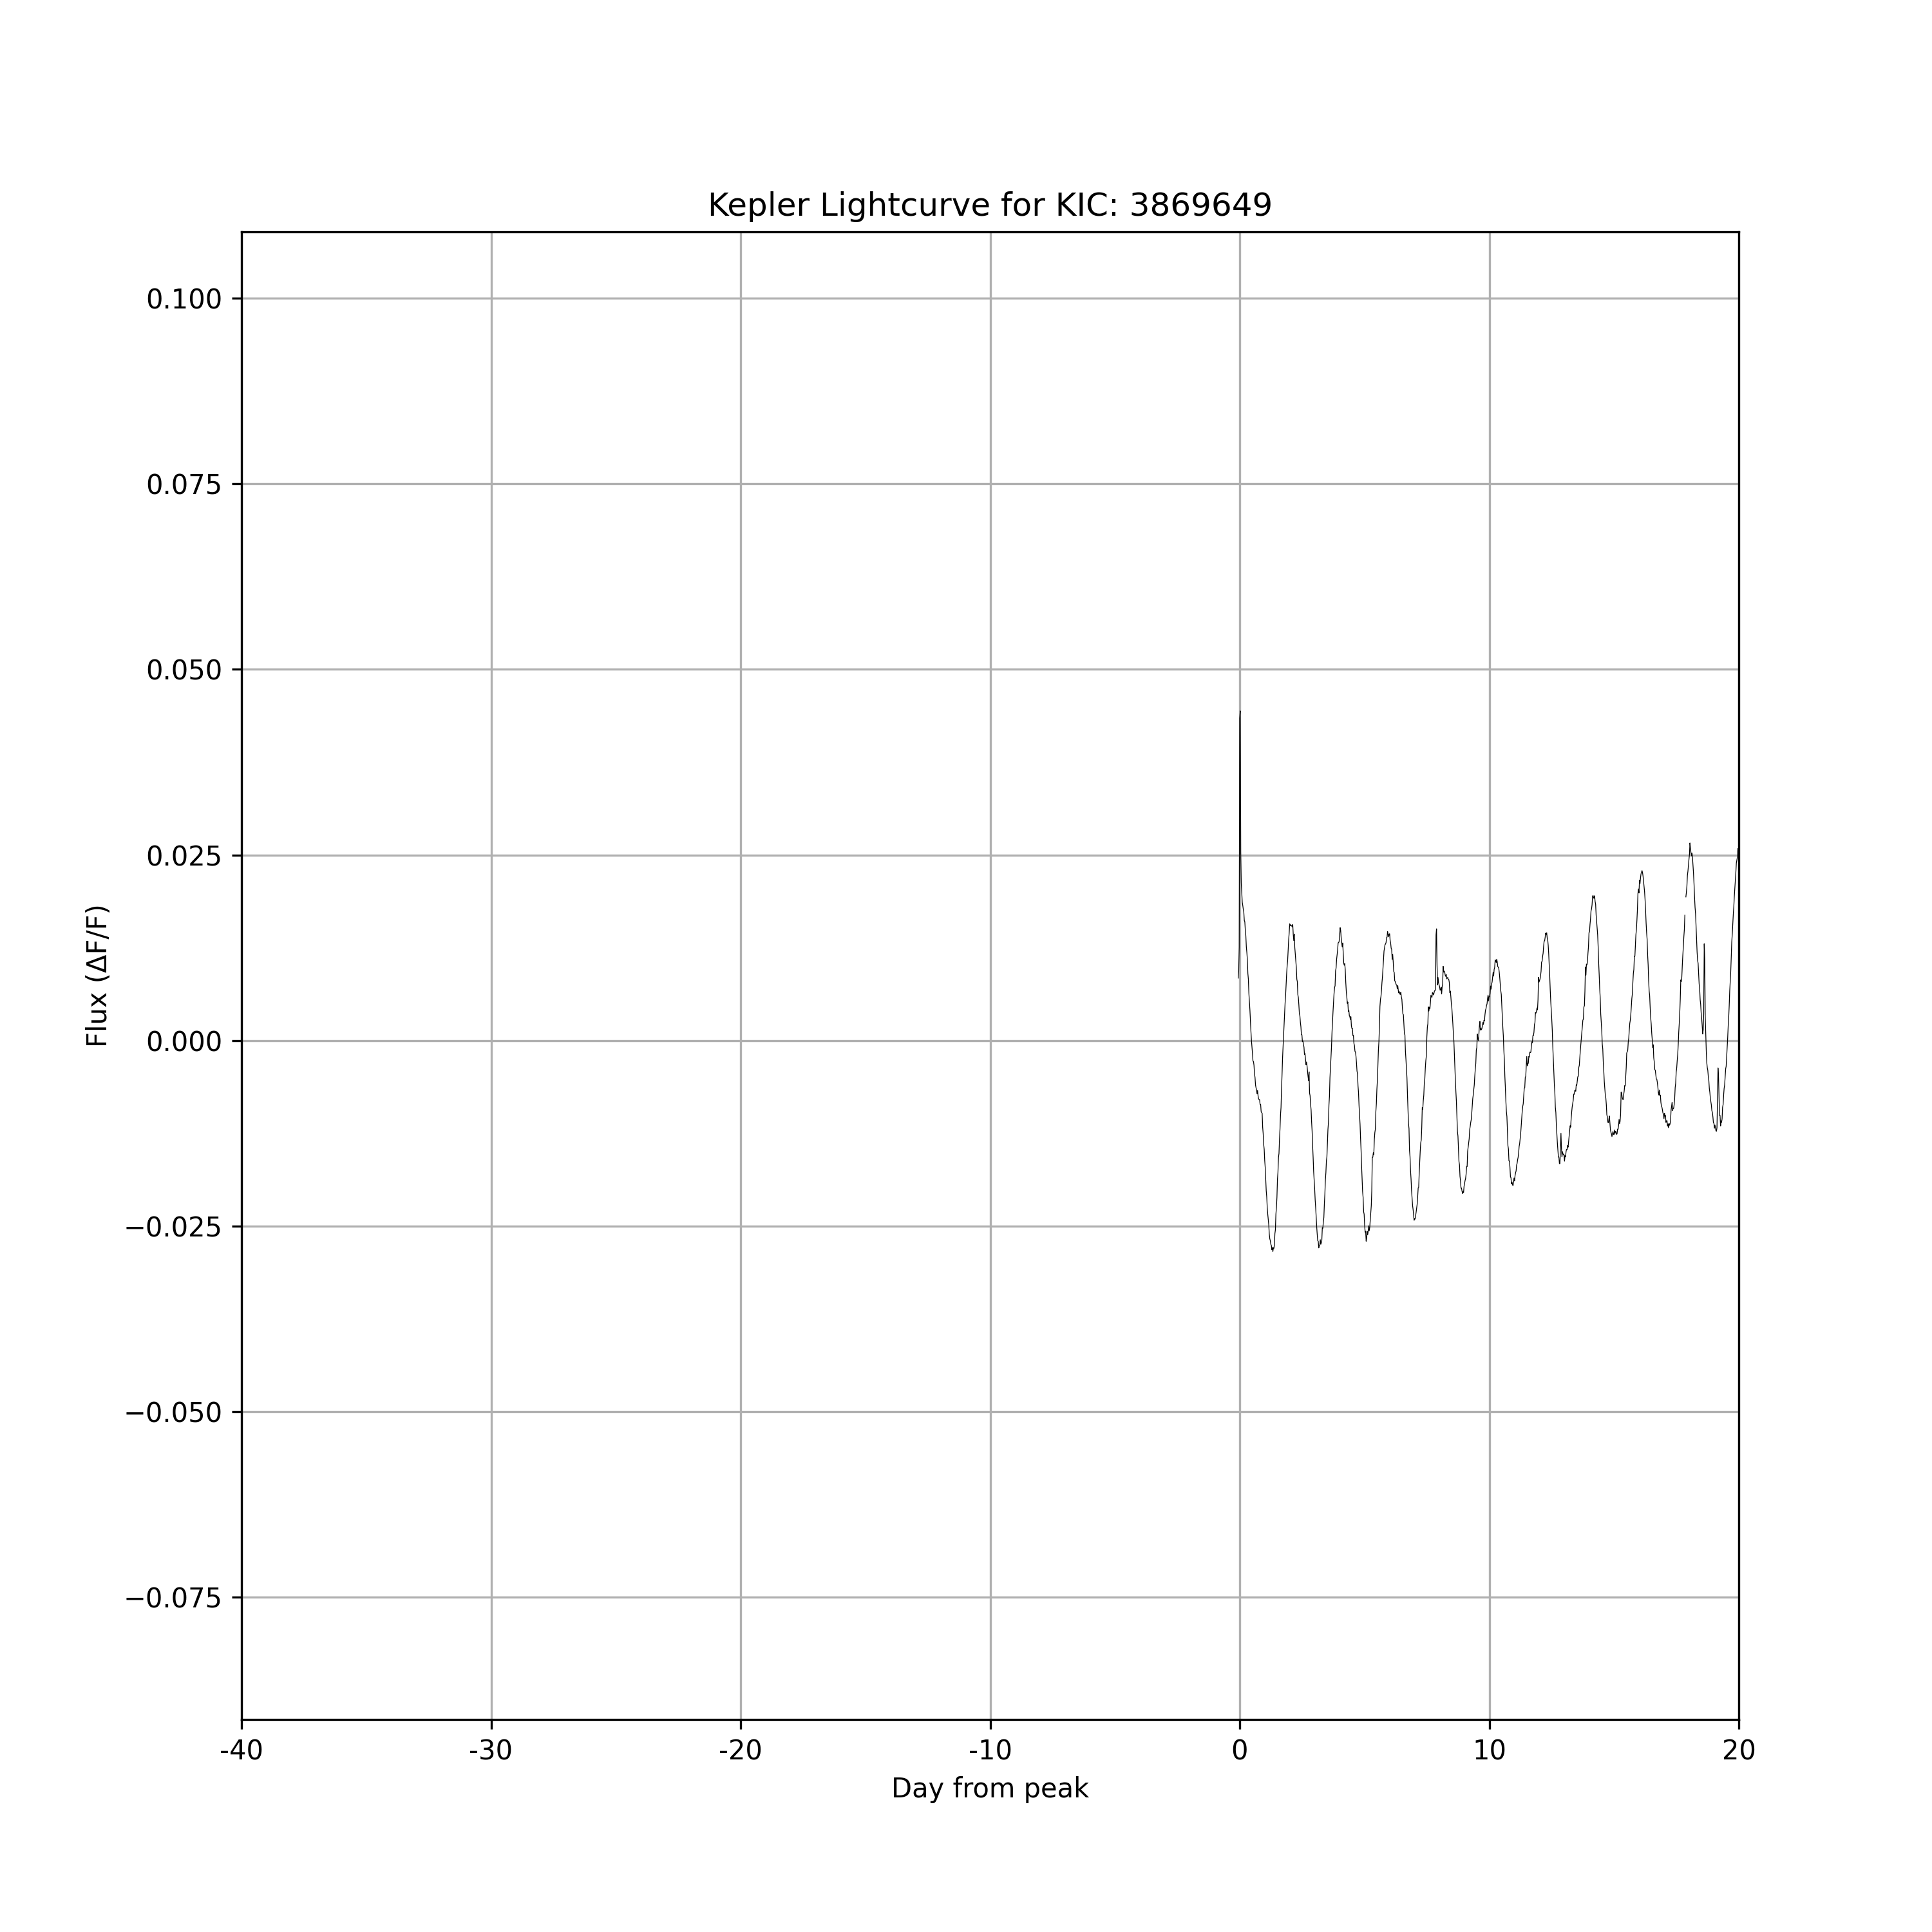 Kepler Lightcurve for KIC: 3869649
0.100
0.075
0.050
0.025
0.000
−0.025
−0.050
−0.075
Flux (ΔF/F)
-40 -30 -20 -10 0 10 20
Day from peak